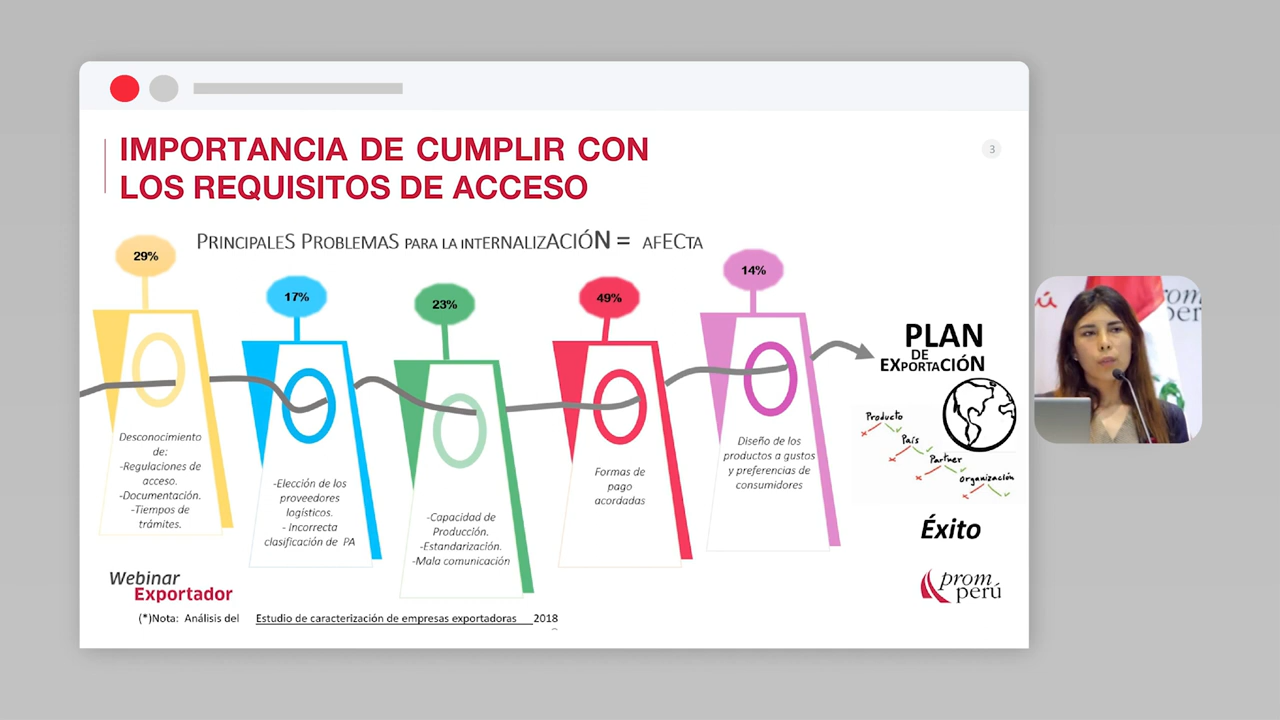 IMPORTANCIA DE CUMPLIR CON
LOS REQUISITOS DE ACCESO
3
PRINCIPALES PROBLEMAS PARA LA INTERNALIZACIÓN = AFECTA
29%
17%
23%
49%
14%
Desconocimiento
de:
-Regulaciones de
acceso.
-Documentación.
-Tiempos de
trámites.
-Elección de los
proveedores
logísticos.
- Incorrecta
clasificación de PA
-Capacidad de
Producción.
-Estandarización.
-Mala comunicación
Formas de
pago
acordadas
Diseño de los
productos a gustos
y preferencias de
consumidores
PLAN
DE
EXPORTACIÓN
Producto
País
Partner
Organización
Éxito
Webinar
Exportador
prom
perú
(*)Nota: Análisis del Estudio de caracterización de empresas exportadoras 2018
ú
rom
perú